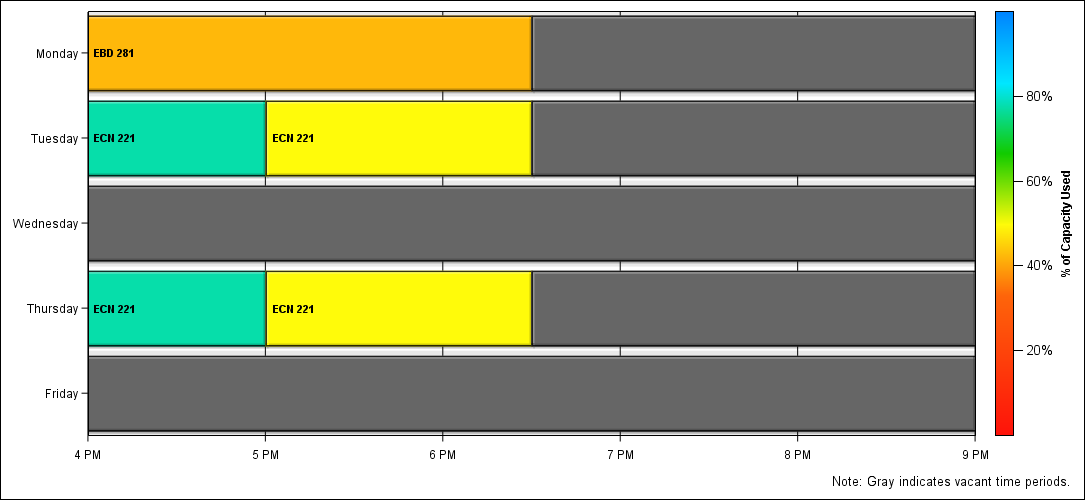 Monday
EBD 281
Tuesday
ECN 221
ECN 221
Wednesday
Thursday
ECN 221
ECN 221
Friday
4 PM
5 PM
6 PM
7 PM
8 PM
9 PM
80%
60%
40%
20%
% of Capacity Used
Note: Gray indicates vacant time periods.